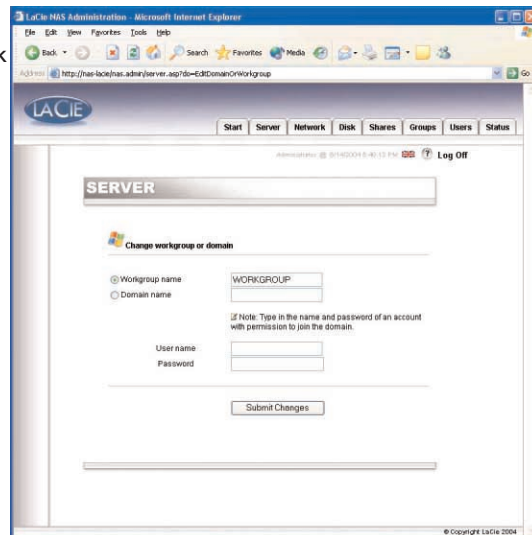 LaCie NAS Administration - Microsoft Internet Explorer
File Edit View Favorites Tools Help
k
Back Search Favorites Media
Address http://nas-lacie/nas.admin/server.asp?do=EditDomainOrWorkgroup Go
LACIE
Start Server Network Disk Shares Groups Users Status
? Log Off
SERVER
Change workgroup or domain
Workgroup name WORKGROUP
Domain name
Note: Type in the name and password of an account
with permission to join the domain.
User name
Password
Submit Changes
© Copyright LaCie 2004